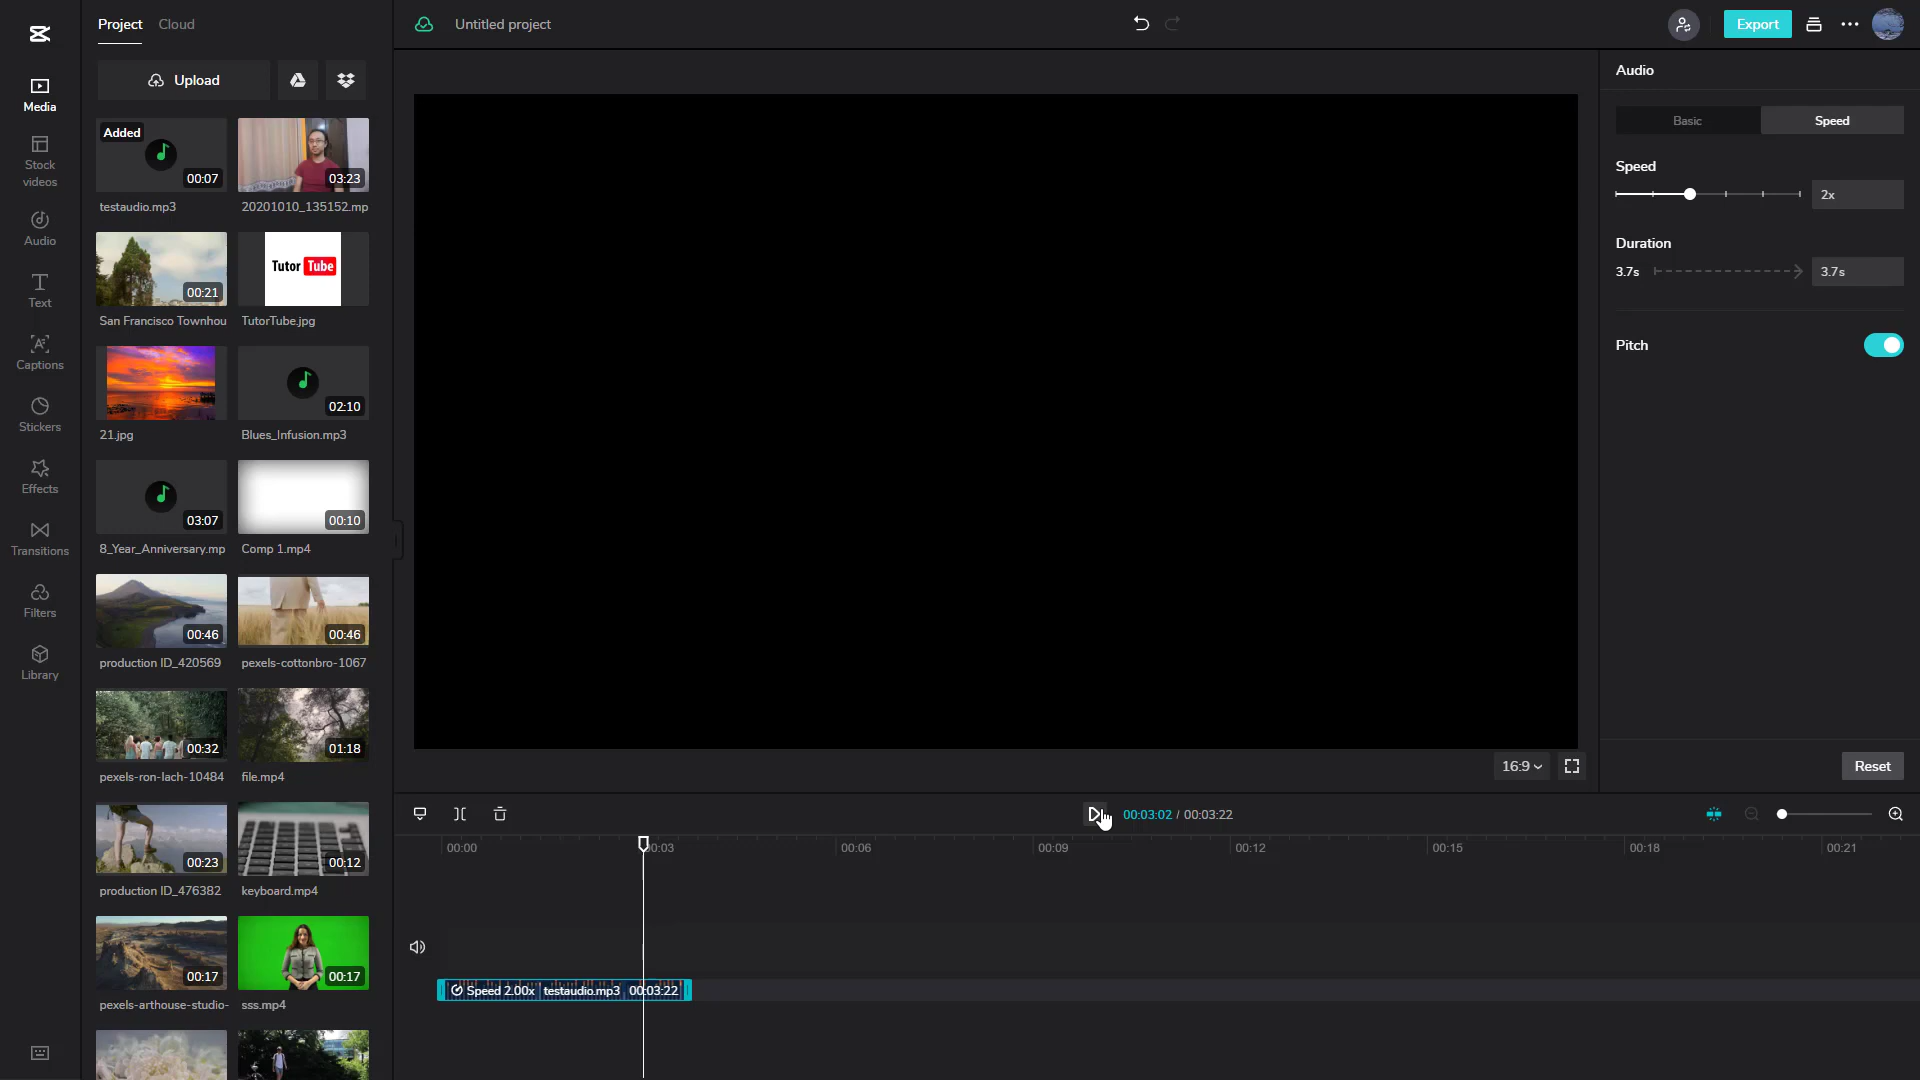 Project
Cloud
Untitled project
Export
Media
Stock
videos
Audio
Text
Captions
Stickers
Effects
Transitions
Filters
Library
Upload
Added
00:07
testaudio.mp3
03:23
20201010_135152.mp
00:21
San Francisco Townhou
Tutor Tube
TutorTube.jpg
21.jpg
02:10
Blues_Infusion.mp3
03:07
8_Year_Anniversary.mp
00:10
Comp 1.mp4
00:46
production ID_420569
00:46
pexels-cottonbro-1067
00:32
pexels-ron-lach-10484
01:18
file.mp4
00:23
production ID_476382
00:12
keyboard.mp4
00:17
pexels-arthouse-studio-
00:17
sss.mp4
Audio
Basic
Speed
Speed
2x
Duration
3.7s
3.7s
Pitch
16:9
Reset
00:03:02 / 00:03:22
00:00
00:03
00:06
00:09
00:12
00:15
00:18
00:21
Speed 2.00x testaudio.mp3 00:03:22